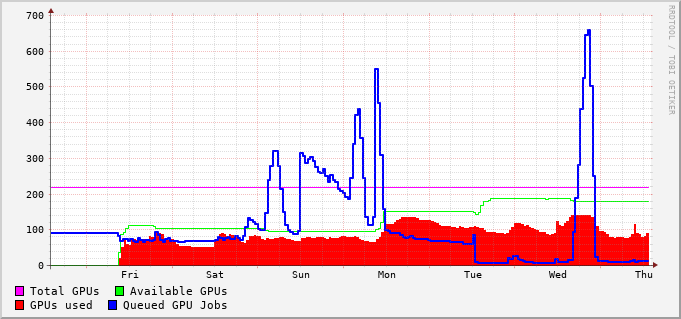 RRDTOOL / TOBI OETIKER
700
600
500
400
300
200
100
0
Fri Sat Sun Mon Tue Wed Thu
Total GPUs Available GPUs
GPUs used Queued GPU Jobs